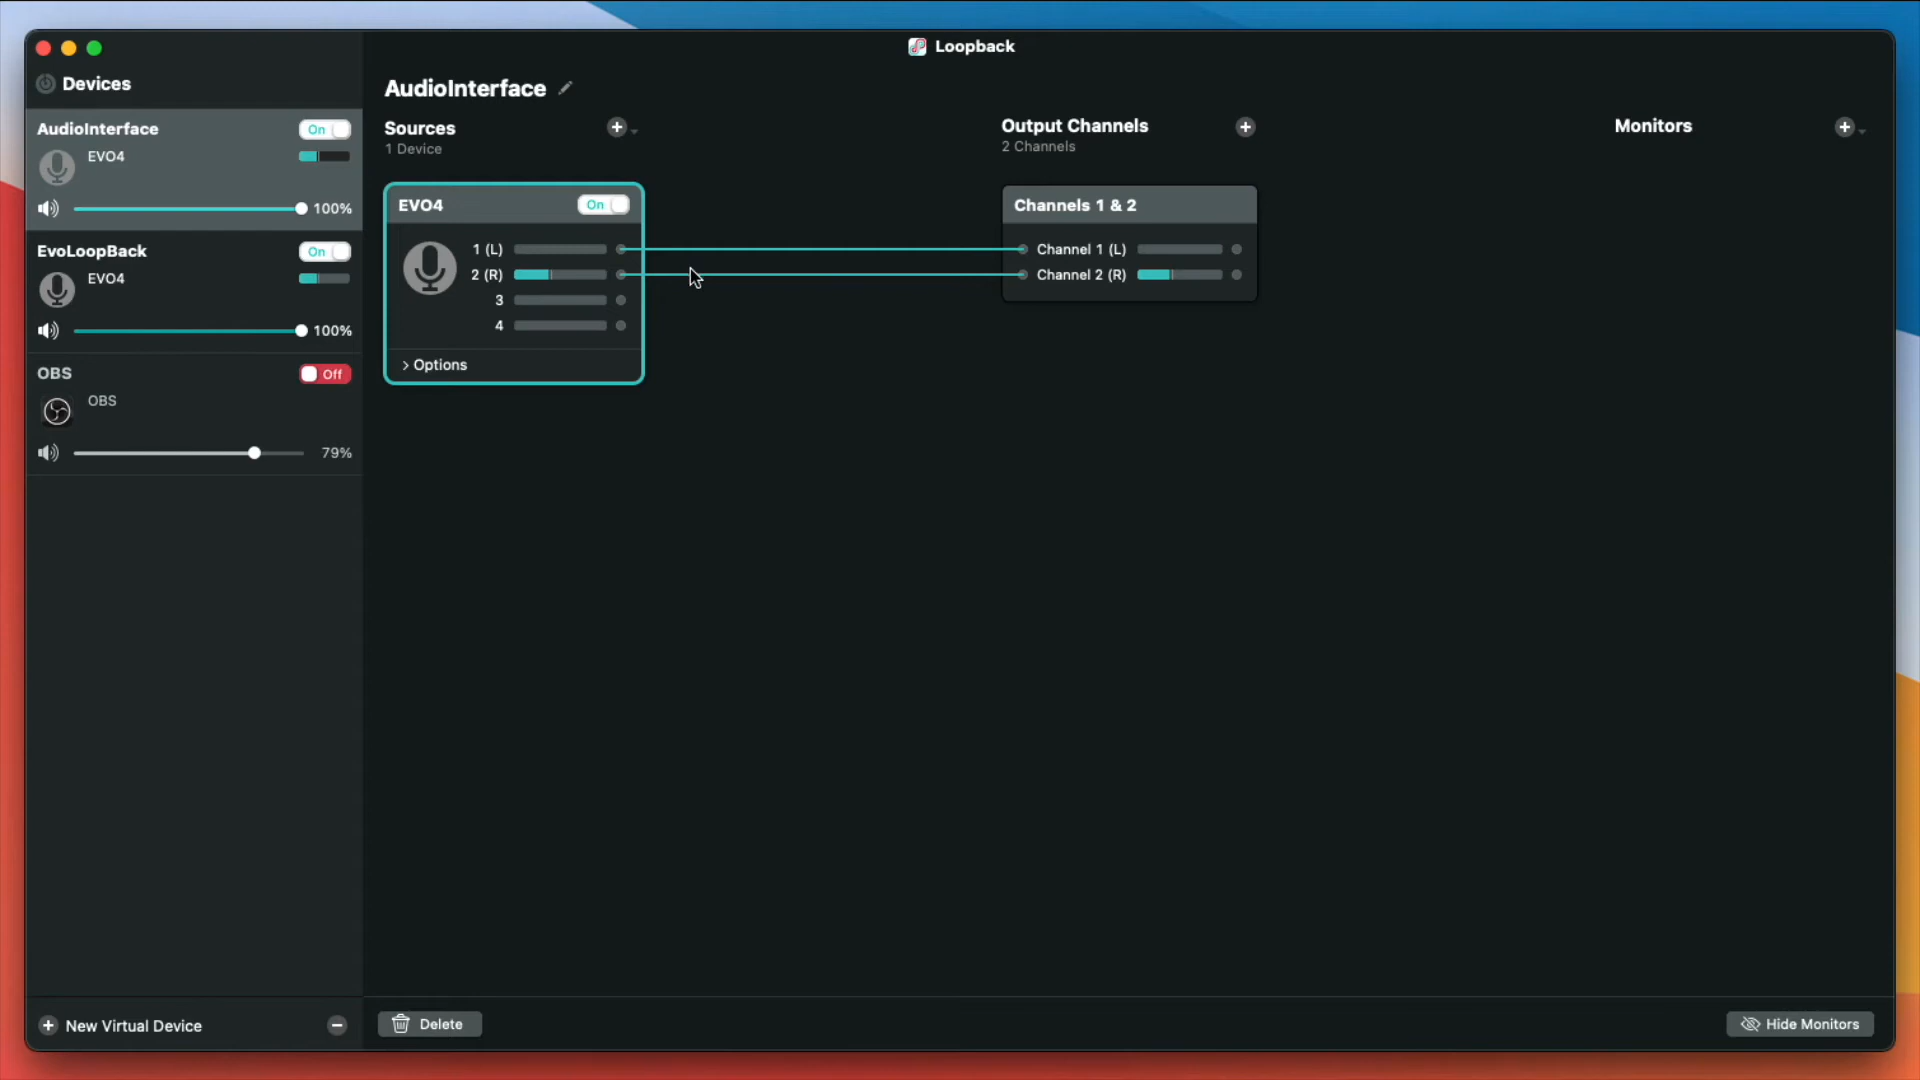 Loopback
Devices
AudioInterface
On
EVO4
100%
EvoLoopBack
On
EVO4
100%
OBS
Off
OBS
79%
New Virtual Device
AudioInterface
Sources
1 Device
EVO4
On
1 (L)
2 (R)
3
4
Options
Output Channels
2 Channels
Channels 1 & 2
Channel 1 (L)
Channel 2 (R)
Monitors
Delete
Hide Monitors